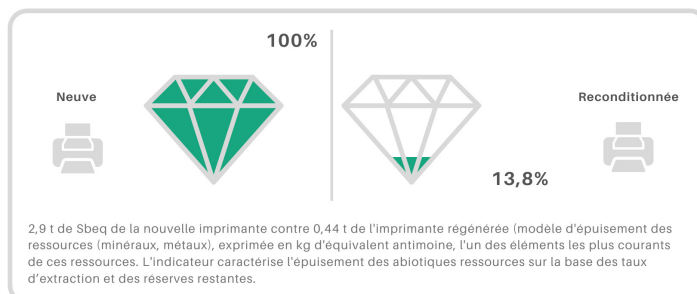 100%
Neuve
Reconditionnée
13,8%
2,9 t de Sbeq de la nouvelle imprimante contre 0,44 t de l'imprimante régénérée (modèle d'épuisement des
ressources (minéraux, métaux), exprimée en kg d'équivalent antimoine, l'un des éléments les plus courants
de ces ressources. L'indicateur caractérise l'épuisement des abiotiques ressources sur la base des taux
d’extraction et des réserves restantes.